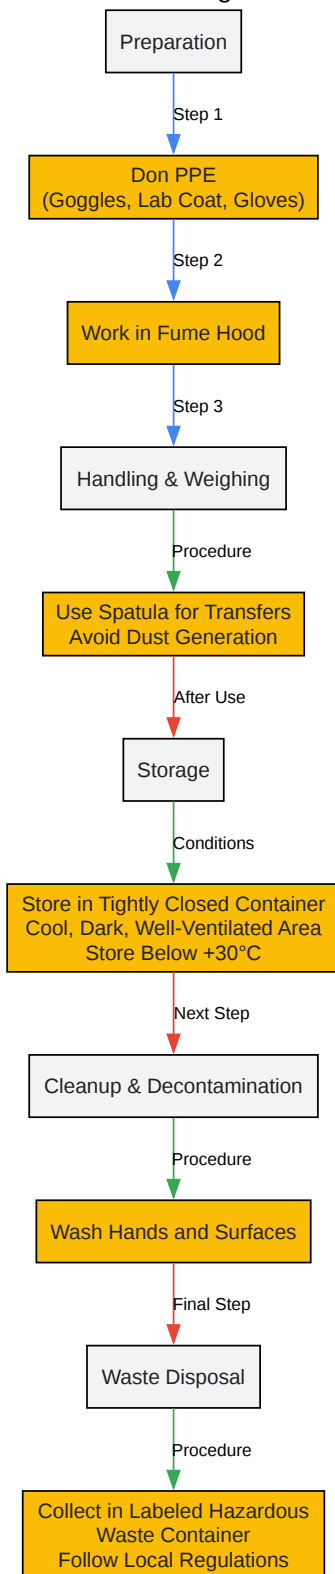 Preparation
Step 1
Don PPE
(Goggles, Lab Coat, Gloves)
Step 2
Work in Fume Hood
Step 3
Handling & Weighing
Procedure
Use Spatula for Transfers
Avoid Dust Generation
After Use
Storage
Conditions
Store in Tightly Closed Container
Cool, Dark, Well-Ventilated Area
Store Below +30°C
Next Step
Cleanup & Decontamination
Procedure
Wash Hands and Surfaces
Final Step
Waste Disposal
Procedure
Collect in Labeled Hazardous
Waste Container
Follow Local Regulations